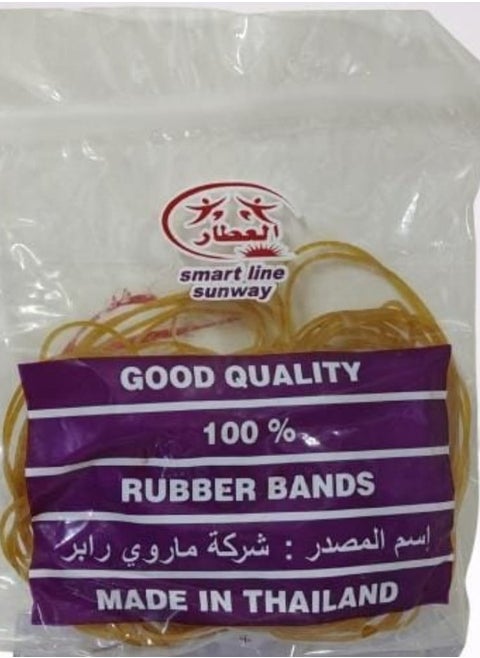 العطار
smart line
sunway
GOOD QUALITY
100 %
RUBBER BANDS
إسم المصدر : شركة ماروي رابر
MADE IN THAILAND